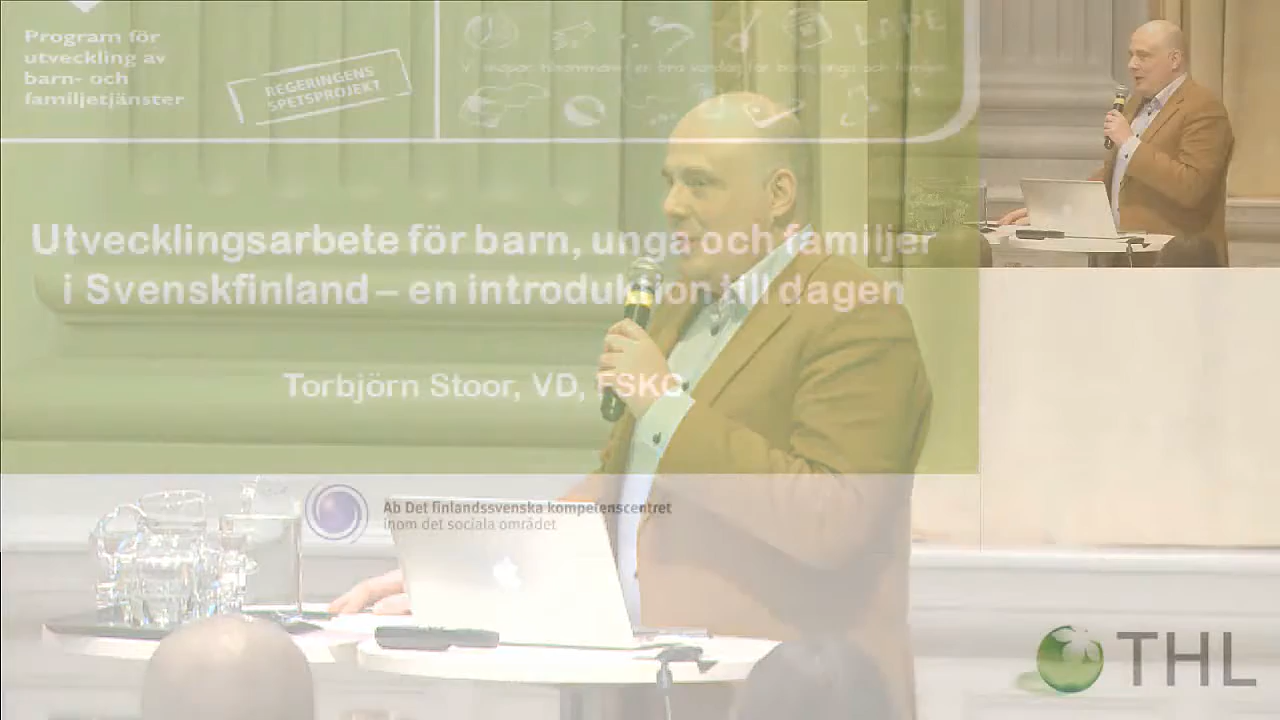 Program för
utveckling av
barn- och
familjetjänster
REGERINGENS
SPETSPROJEKT
LAPE
Utvecklingsarbete för barn, unga och familjer
i Svenskfinland – en introduktion till dagen
Torbjörn Stoor, VD, FSKC
Ab Det finlandssvenska kompetenscentret
inom det sociala området
THL